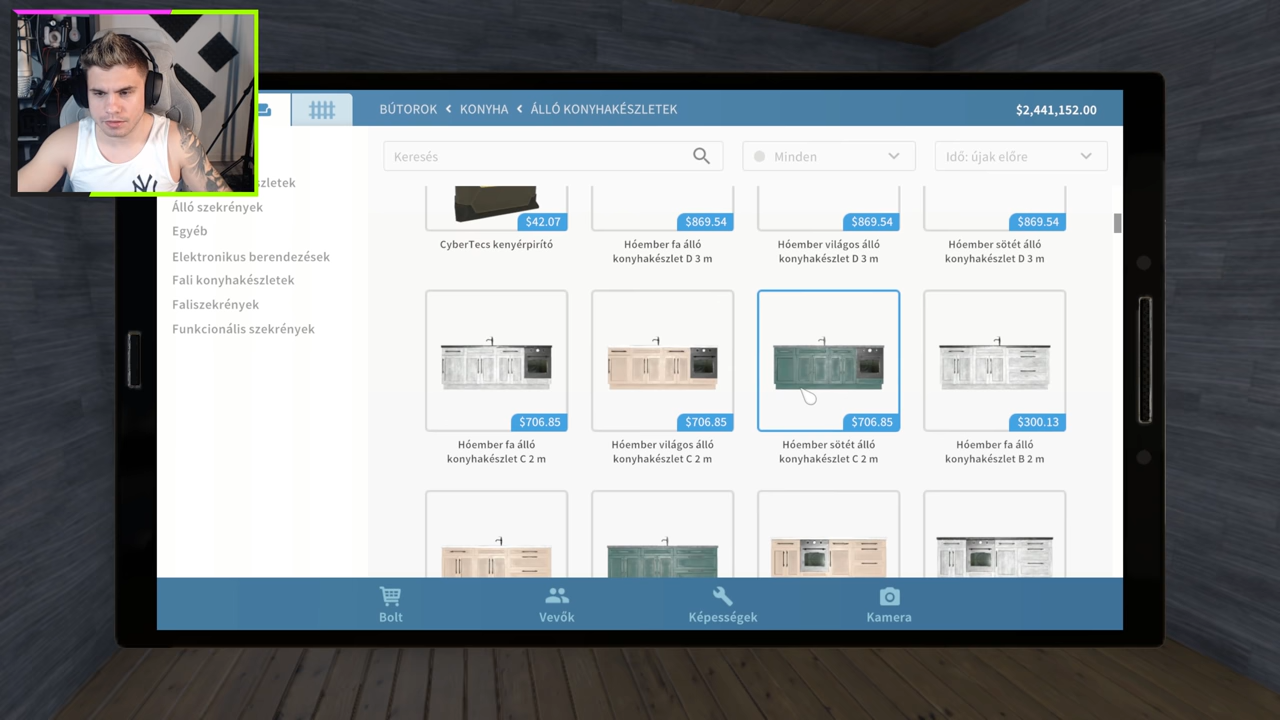 BÚTOROK < KONYHA < ÁLLÓ KONYHAKÉSZLETEK
$2,441,152.00
Keresés
Minden
Idő: újak előre
szletek
Álló szekrények
Egyéb
Elektronikus berendezések
Fali konyhakészletek
Faliszekrények
Funkcionális szekrények
$42.07
$869.54
$869.54
$869.54
CyberTecs kenyérpirító
Hóember fa álló
konyhakészlet D 3 m
Hóember világos álló
konyhakészlet D 3 m
Hóember sötét álló
konyhakészlet D 3 m
$706.85
$706.85
$706.85
$300.13
Hóember fa álló
konyhakészlet C 2 m
Hóember világos álló
konyhakészlet C 2 m
Hóember sötét álló
konyhakészlet C 2 m
Hóember fa álló
konyhakészlet B 2 m
Bolt
Vevők
Képességek
Kamera